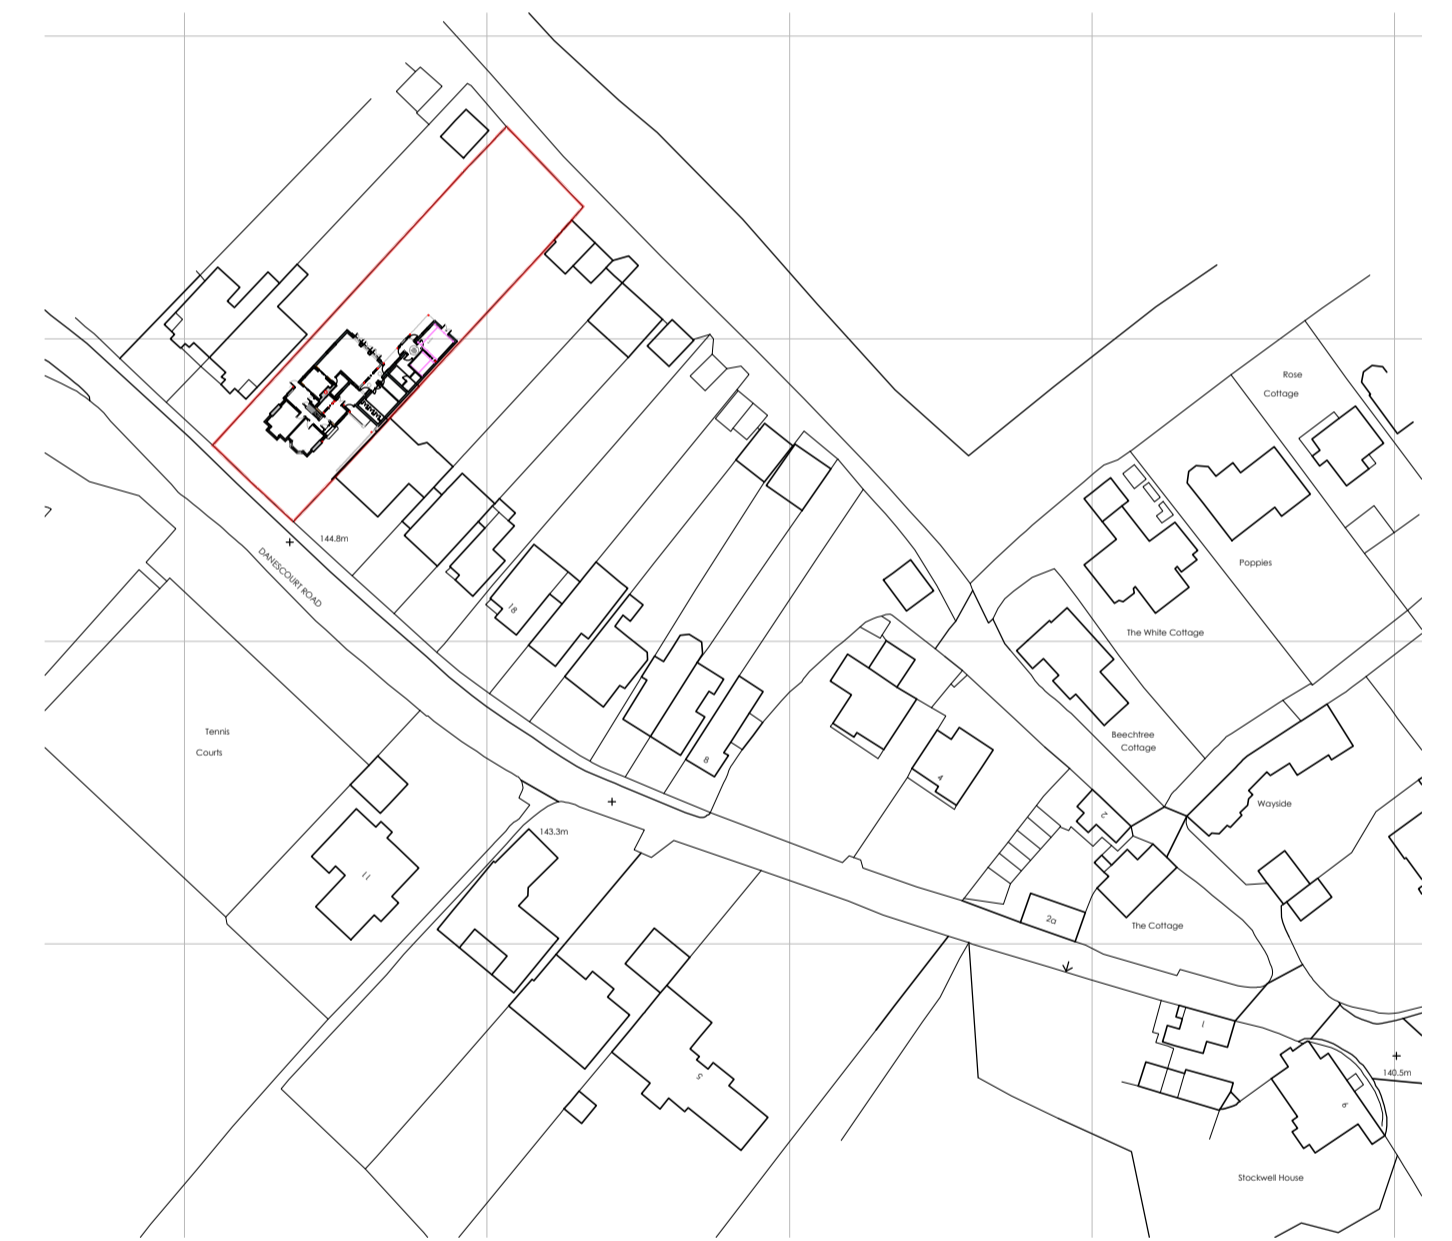 Rose
Cottage
144.8m
DANESCOURT ROAD
Poppies
18
The White Cottage
Tennis
Courts
Beechtree
Cottage
8
4
Wayside
2
143.3m
11
2a
The Cottage
1
140.5m
5
6
Stockwell House